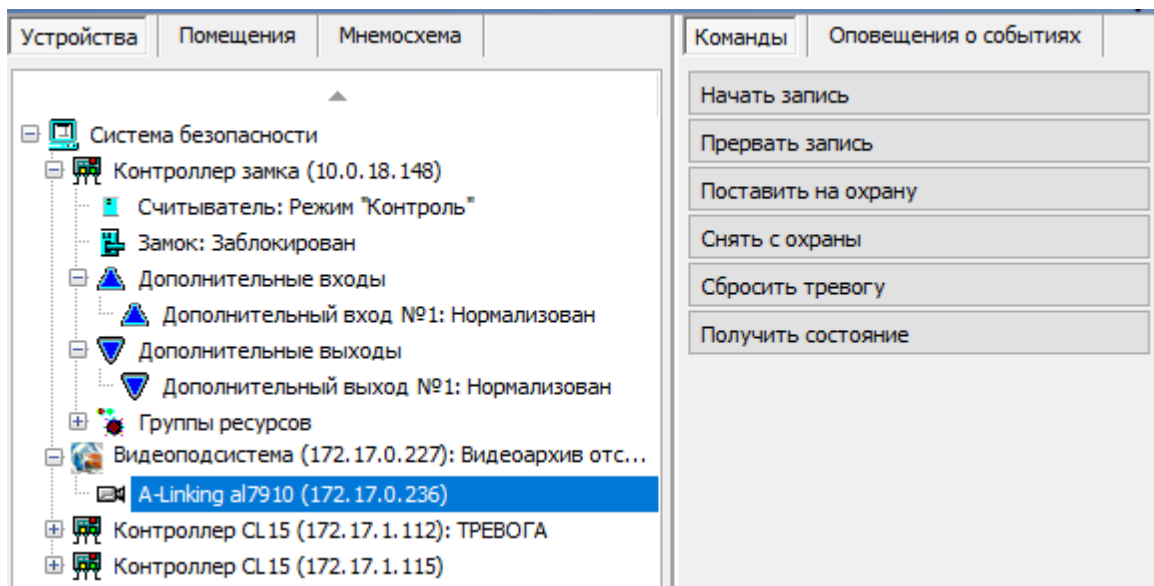 Устройства Помещения Мнемосхема
Система безопасности
Контроллер замка (10.0.18.148)
Считыватель: Режим "Контроль"
Замок: Заблокирован
Дополнительные входы
Дополнительный вход №1: Нормализован
Дополнительные выходы
Дополнительный выход №1: Нормализован
Группы ресурсов
Видеоподсистема (172.17.0.227): Видеоархив отс...
A-Linking al7910 (172.17.0.236)
Контроллер CL15 (172.17.1.112): ТРЕВОГА
Контроллер CL15 (172.17.1.115)
Команды Оповещения о событиях
Начать запись
Прервать запись
Поставить на охрану
Снять с охраны
Сбросить тревогу
Получить состояние